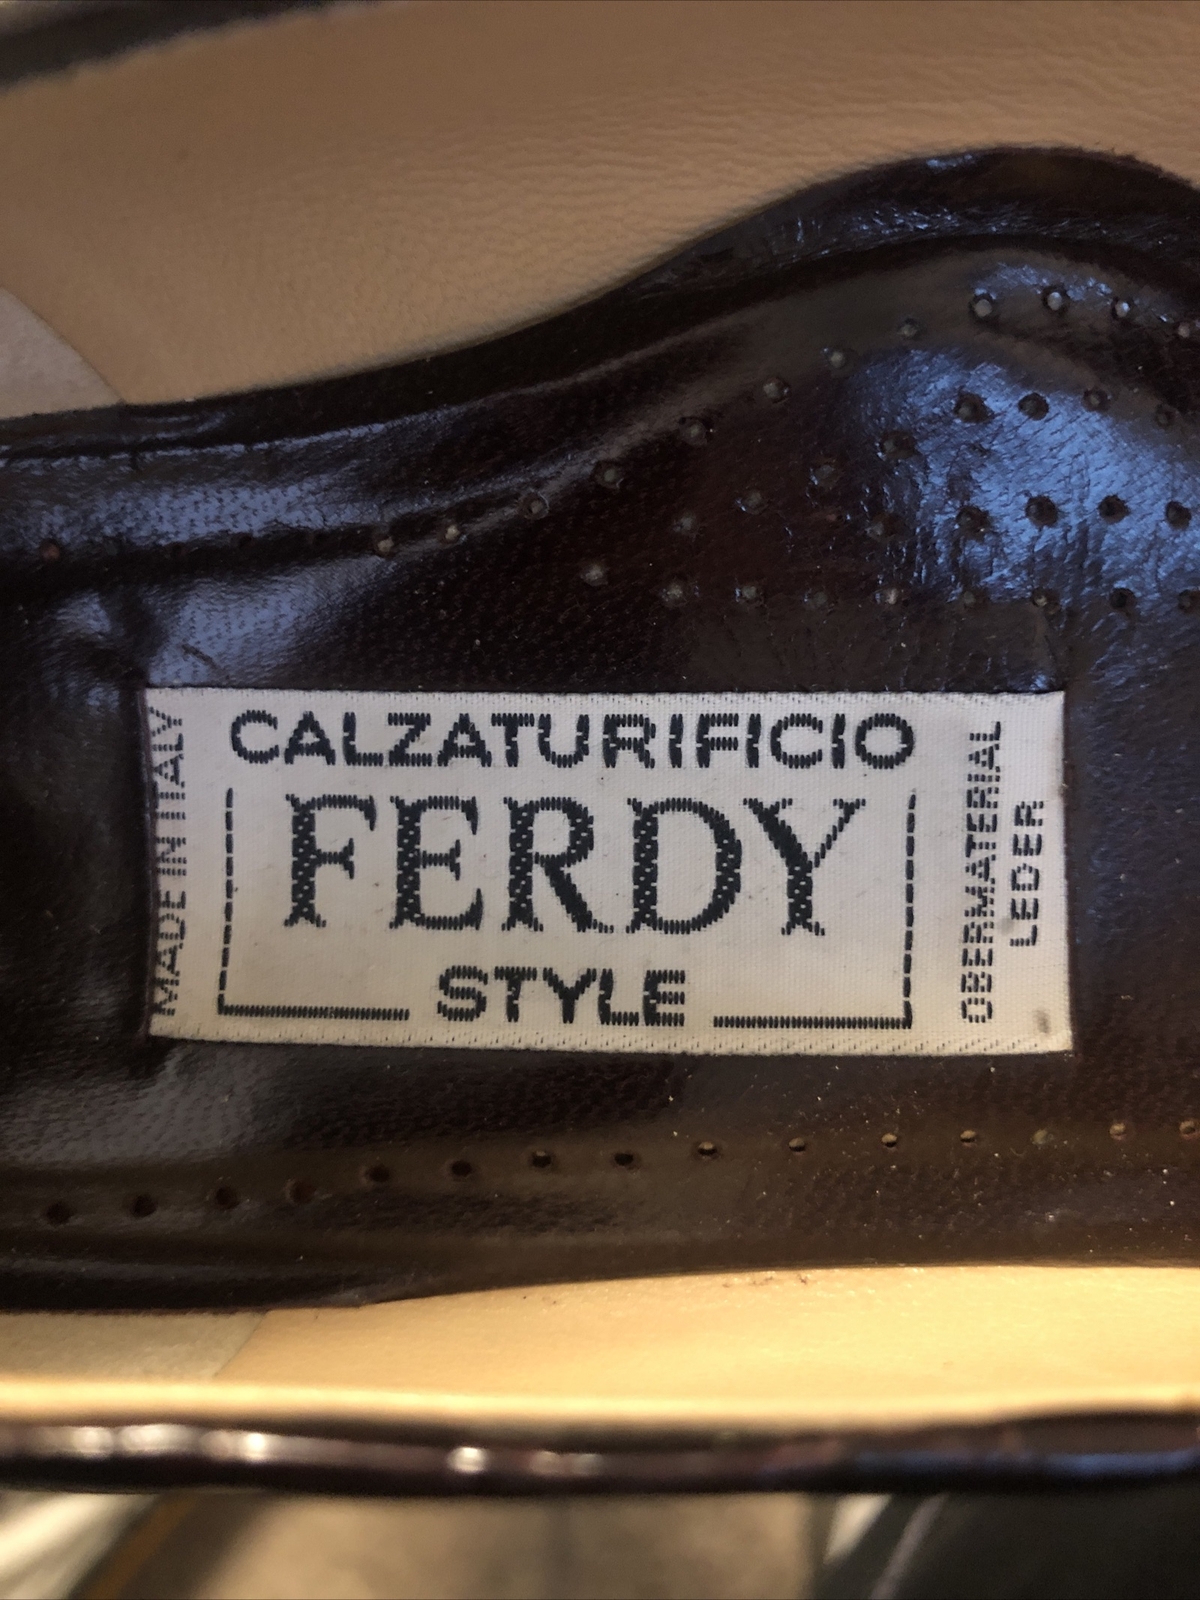 MADE IN ITALY
CALZATURIFICIO
FERDY
STYLE
OBERMATERIAL
LEDER